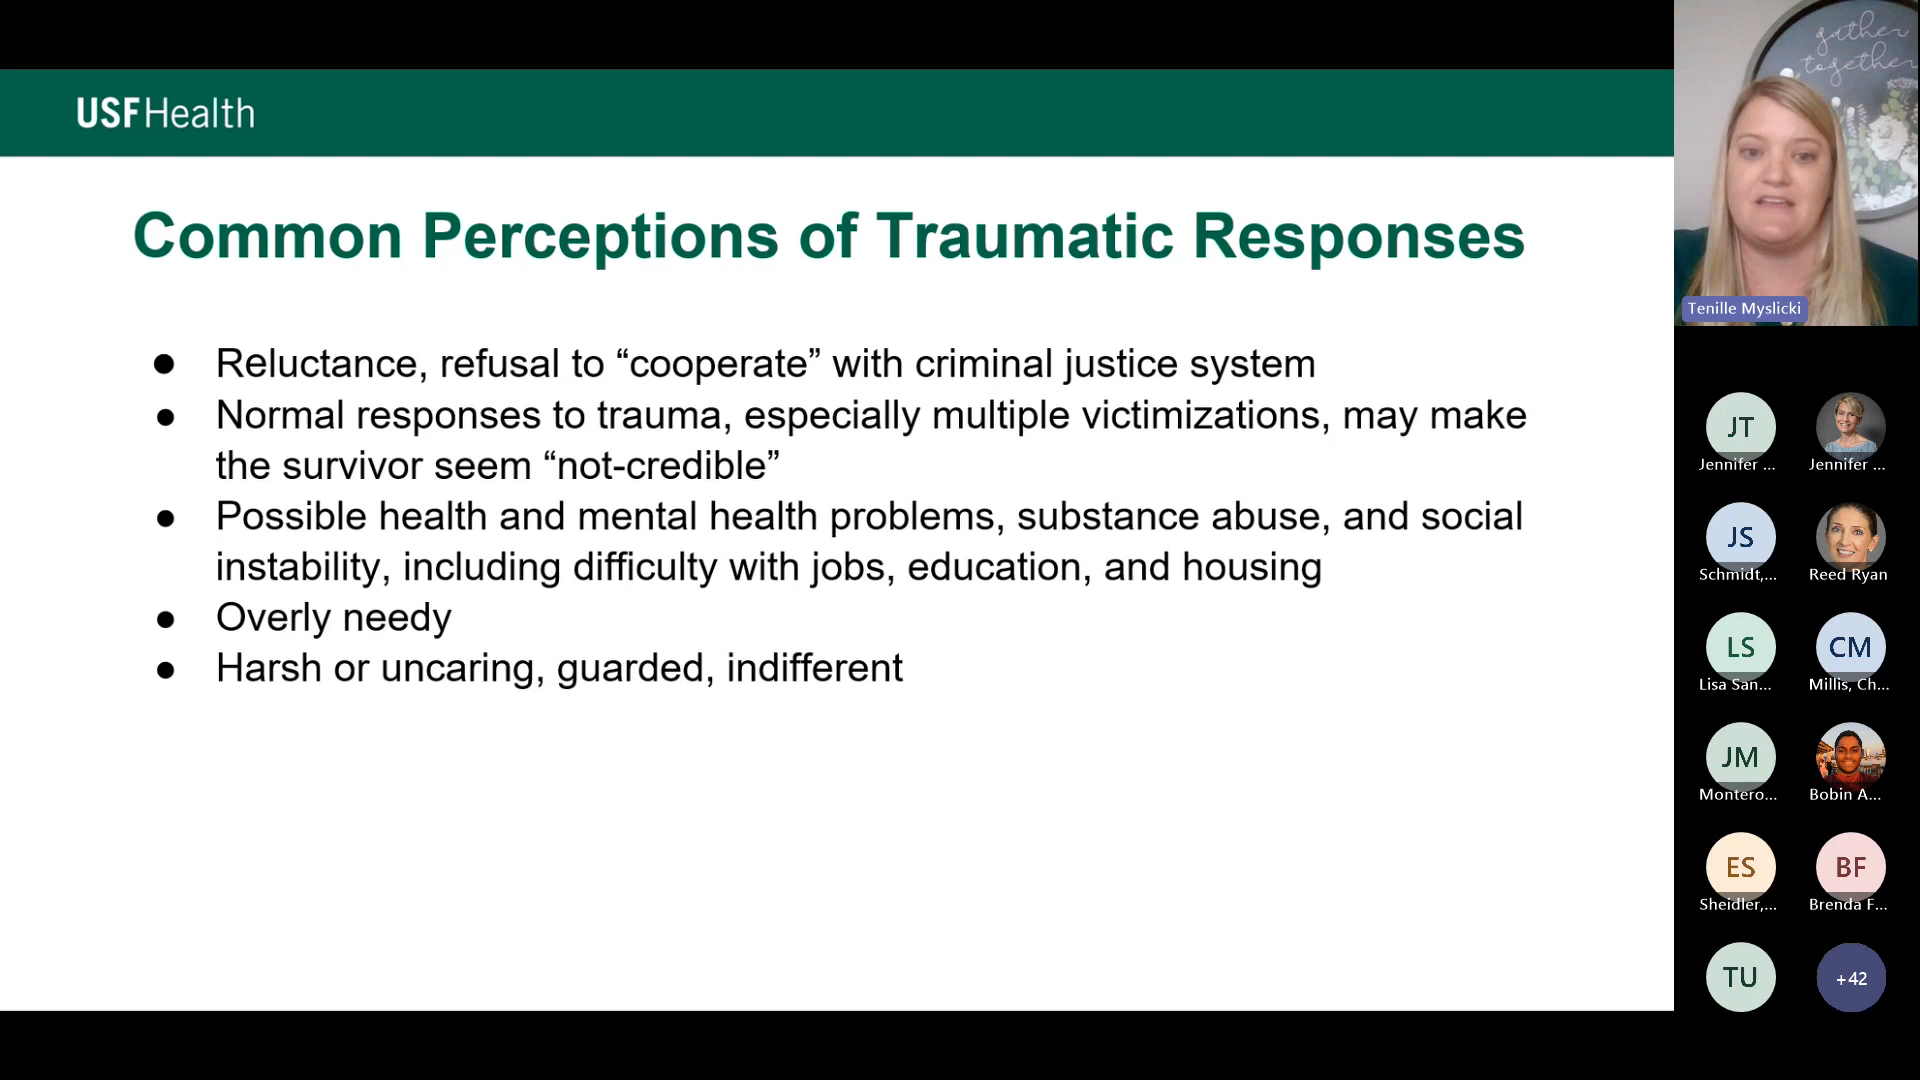 USF Health
Common Perceptions of Traumatic Responses
● Reluctance, refusal to “cooperate” with criminal justice system
● Normal responses to trauma, especially multiple victimizations, may make
the survivor seem “not-credible”
● Possible health and mental health problems, substance abuse, and social
instability, including difficulty with jobs, education, and housing
● Overly needy
● Harsh or uncaring, guarded, indifferent
gather
together
Tenille Myslicki
JT
Jennifer ...
Jennifer ...
JS
Schmidt,...
Reed Ryan
LS
Lisa San...
CM
Millis, Ch...
JM
Montero...
Bobin A...
ES
Sheidler,...
BF
Brenda F...
TU
+42